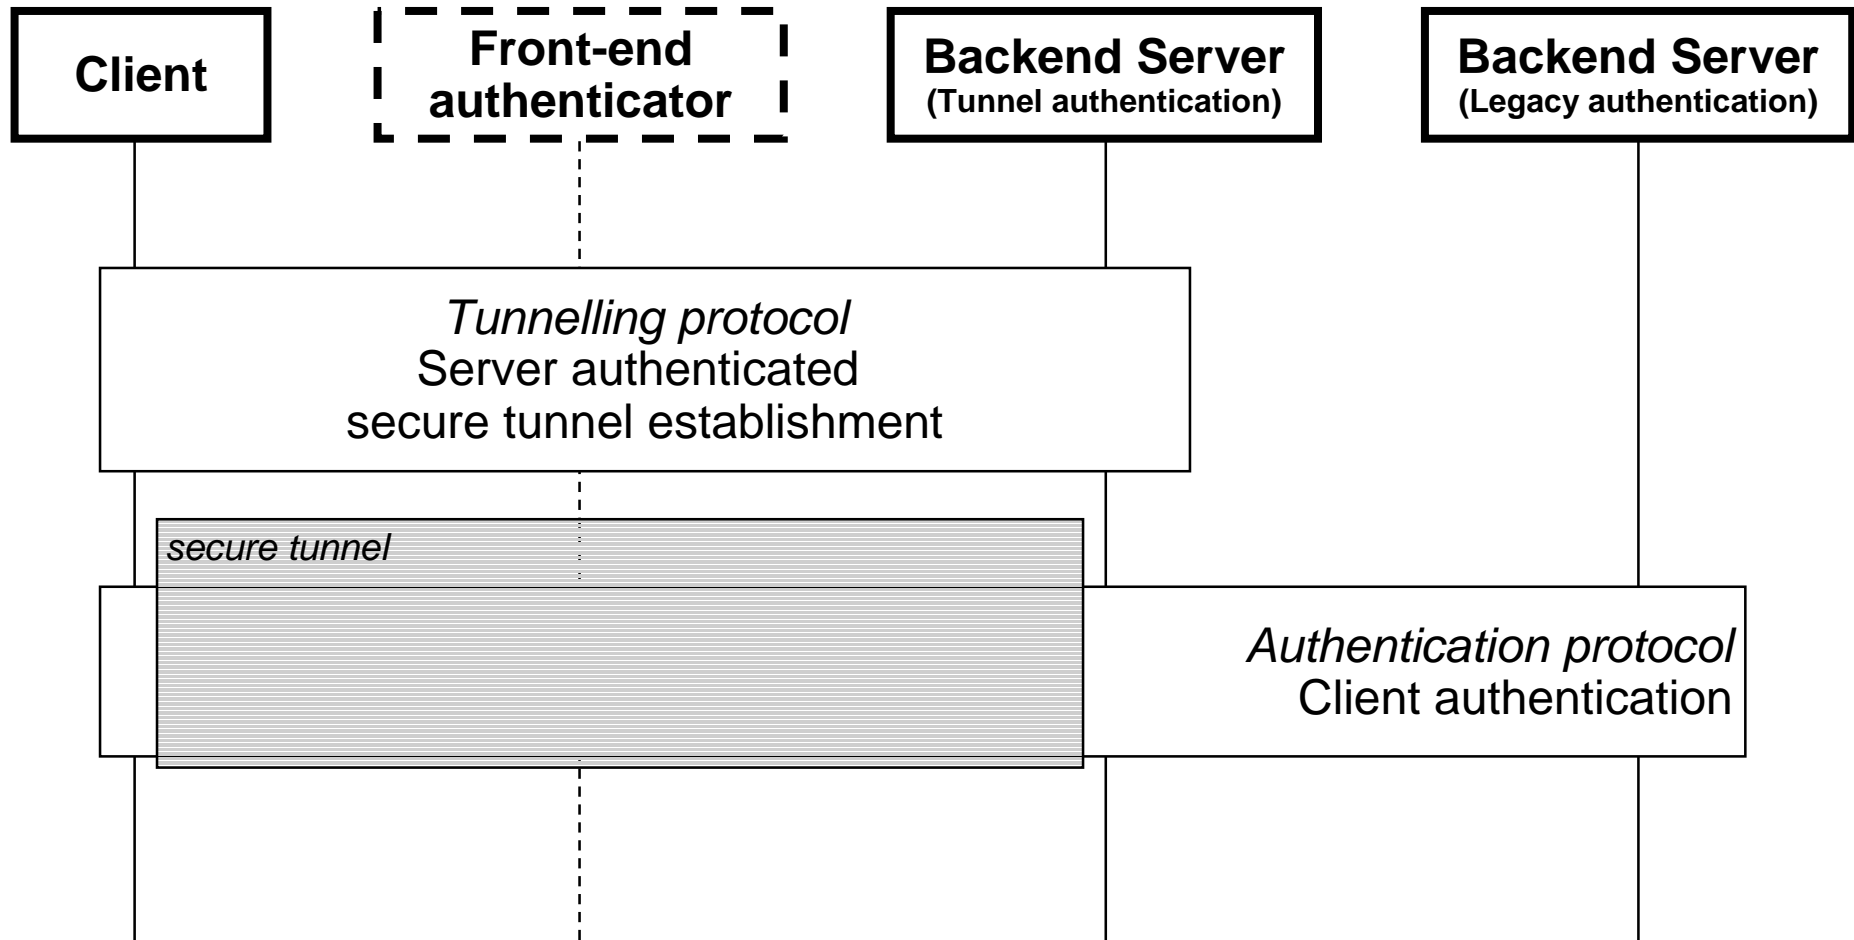 Client
Front-end
authenticator
Backend Server
(Tunnel authentication)
Backend Server
(Legacy authentication)
Tunnelling protocol
Server authenticated
secure tunnel establishment
secure tunnel
Authentication protocol
Client authentication